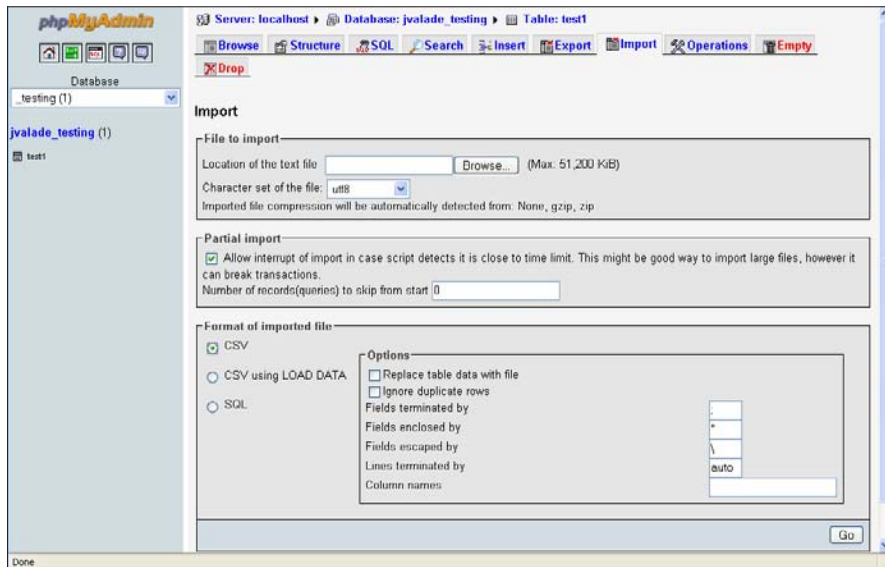 phpMyAdmin
Database
_testing (1)
jvalade_testing (1)
test1
Server: localhost Database: jvalade_testing Table: test1
Browse Structure SQL Search Insert Export Import Operations Empty
Drop
Import
File to import
Location of the text file Browse... (Max: 51,200 KiB)
Character set of the file: utf8
Imported file compression will be automatically detected from: None, gzip, zip
Partial import
Allow interrupt of import in case script detects it is close to time limit. This might be good way to import large files, however it
can break transactions.
Number of records(queries) to skip from start 0
Format of imported file
CSV
CSV using LOAD DATA
SQL
Options
Replace table data with file
Ignore duplicate rows
Fields terminated by
Fields enclosed by
Fields escaped by \
Lines terminated by auto
Column names
Go
Done